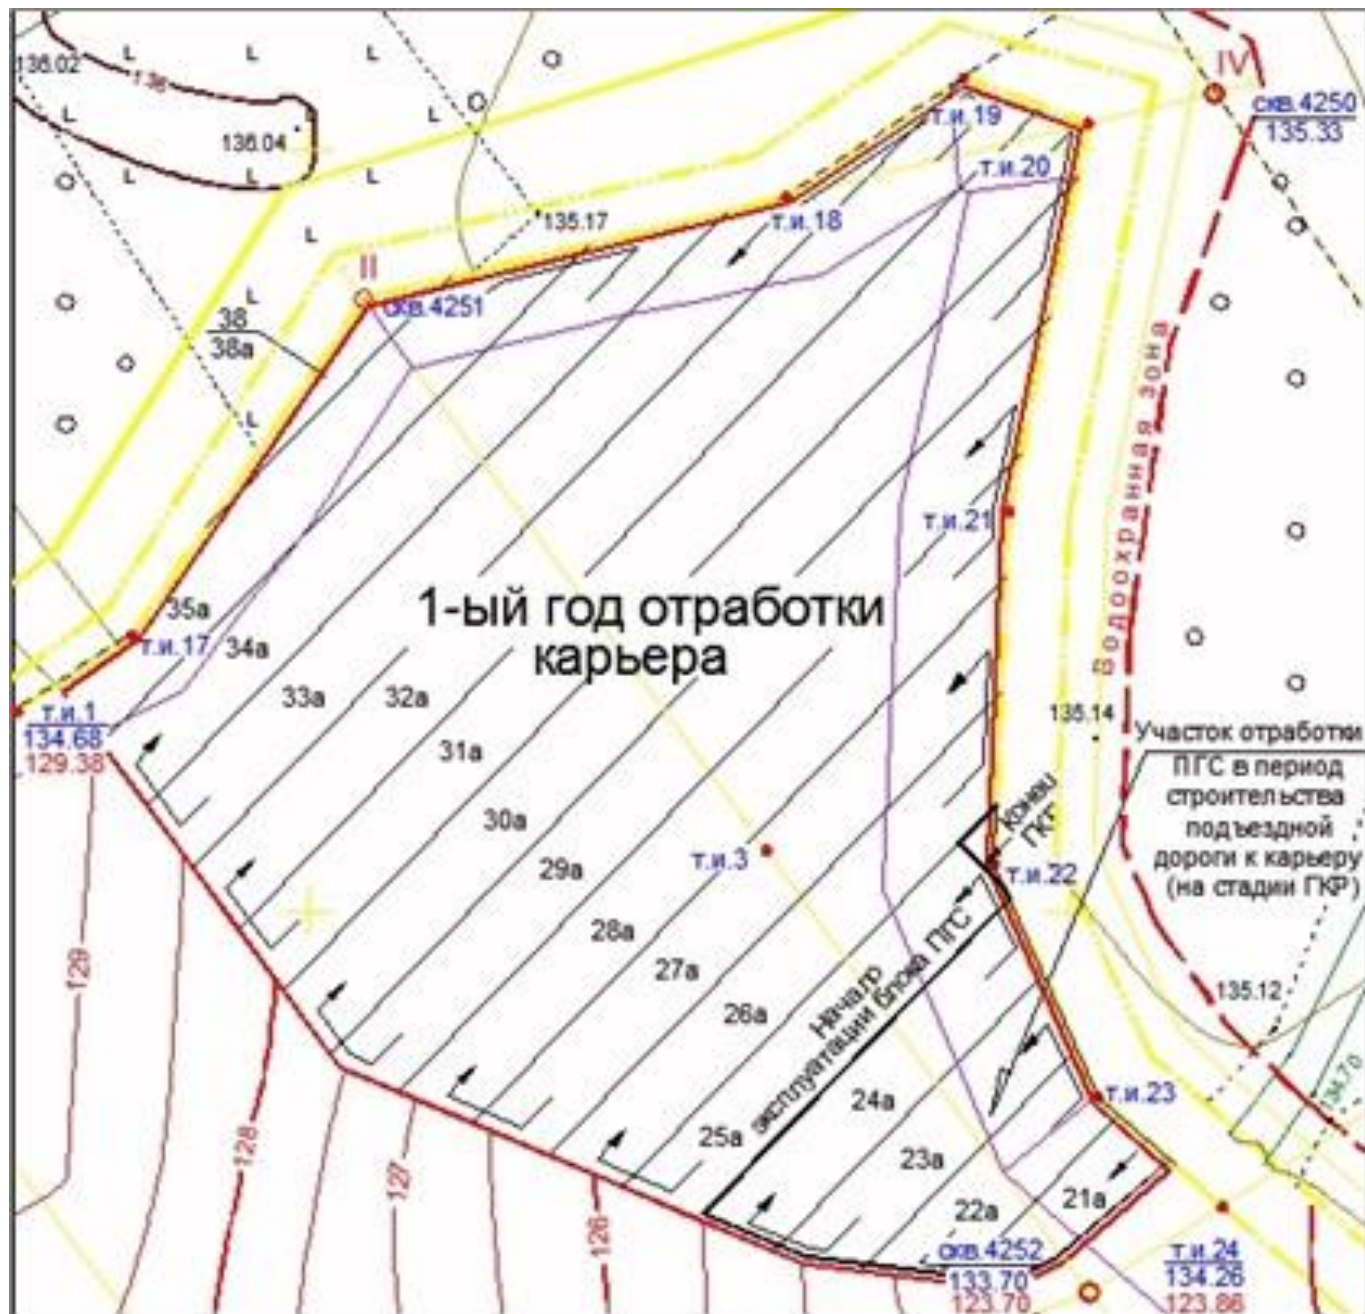 136.02
136
136.04
135.17
IV
скв.4250
135.33
т.и.19
т.и.20
т.и.18
II
скв.4251
38
38а
т.и.21
Водоохранная зона
1-ый год отработки
карьера
35а
т.и.17
34а
33а
32а
31а
30а
29а
28а
27а
26а
25а
24а
23а
22а
21а
т.и.1
134.68
129.38
135.14
Участок отработки
ПГС в период
строительства
подъездной
дороги к карьеру
(на стадии ГКР)
Конец
ГКР
т.и.22
т.и.3
Начало
эксплуатации блока ПГС
135.12
134.70
т.и.23
129
128
127
126
скв.4252
133.70
123.70
т.и.24
134.26
123.86